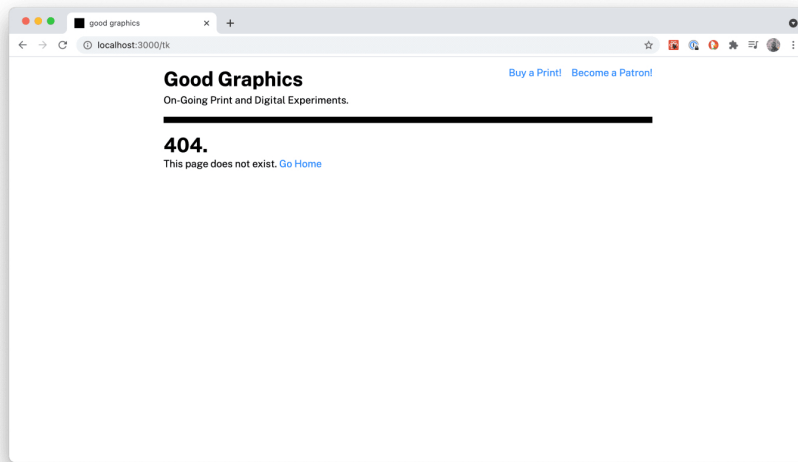 good graphics
localhost:3000/tk
Good Graphics
Buy a Print! Become a Patron!
On-Going Print and Digital Experiments.
404.
This page does not exist. Go Home